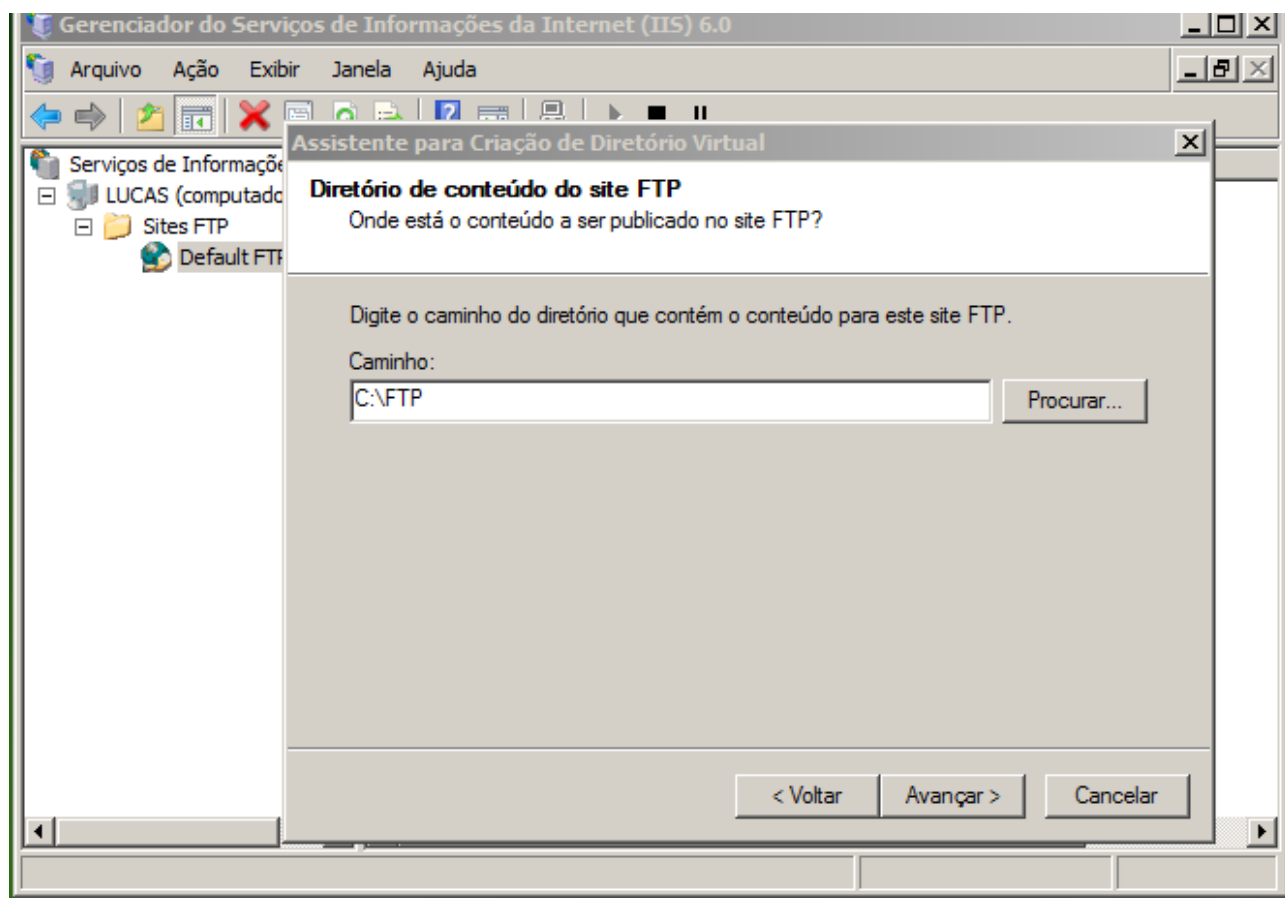 Gerenciador do Serviços de Informações da Internet (IIS) 6.0
Arquivo Ação Exibir Janela Ajuda
Assistente para Criação de Diretório Virtual
Serviços de Informaçõe
LUCAS (computado
Sites FTP
Default FTP
Diretório de conteúdo do site FTP
Onde está o conteúdo a ser publicado no site FTP?
Digite o caminho do diretório que contém o conteúdo para este site FTP.
Caminho:
C:\FTP
Procurar...
< Voltar
Avançar >
Cancelar